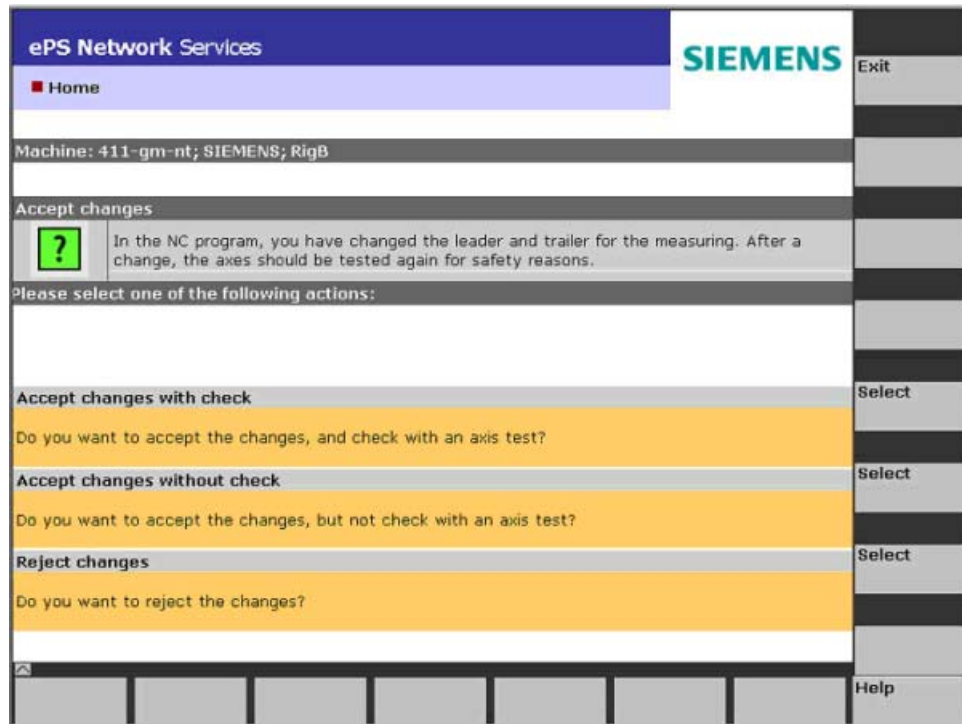 ePS Network Services
SIEMENS
Exit
Home
Machine: 411-gm-nt; SIEMENS; RigB
Accept changes
?
In the NC program, you have changed the leader and trailer for the measuring. After a
change, the axes should be tested again for safety reasons.
Please select one of the following actions:
Accept changes with check
Select
Do you want to accept the changes, and check with an axis test?
Accept changes without check
Select
Do you want to accept the changes, but not check with an axis test?
Reject changes
Select
Do you want to reject the changes?
Help